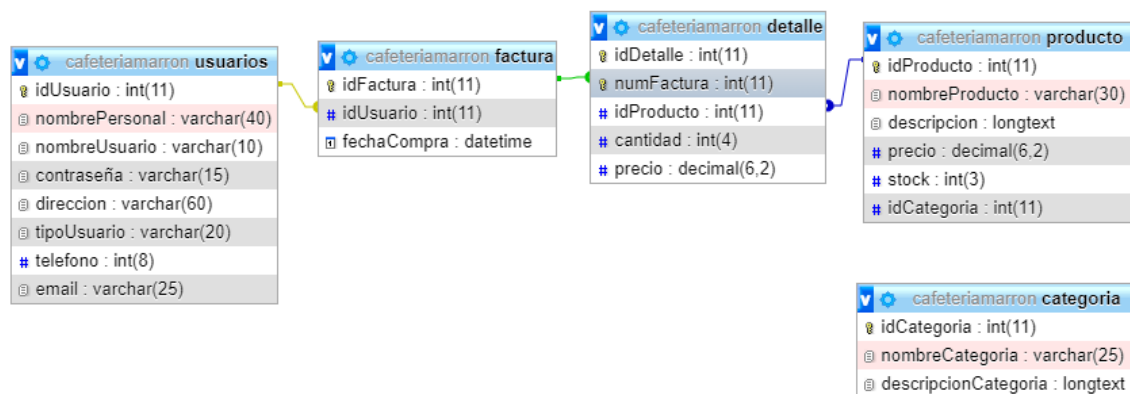 cafeteriamarron usuarios
idUsuario : int(11)
nombrePersonal : varchar(40)
nombreUsuario : varchar(10)
contraseña : varchar(15)
direccion : varchar(60)
tipoUsuario : varchar(20)
telefono : int(8)
email : varchar(25)
cafeteriamarron factura
idFactura : int(11)
idUsuario : int(11)
fechaCompra : datetime
cafeteriamarron detalle
idDetalle : int(11)
numFactura : int(11)
idProducto : int(11)
cantidad : int(4)
precio : decimal(6,2)
cafeteriamarron producto
idProducto : int(11)
nombreProducto : varchar(30)
descripcion : longtext
precio : decimal(6,2)
stock : int(3)
idCategoria : int(11)
cafeteriamarron categoria
idCategoria : int(11)
nombreCategoria : varchar(25)
descripcionCategoria : longtext